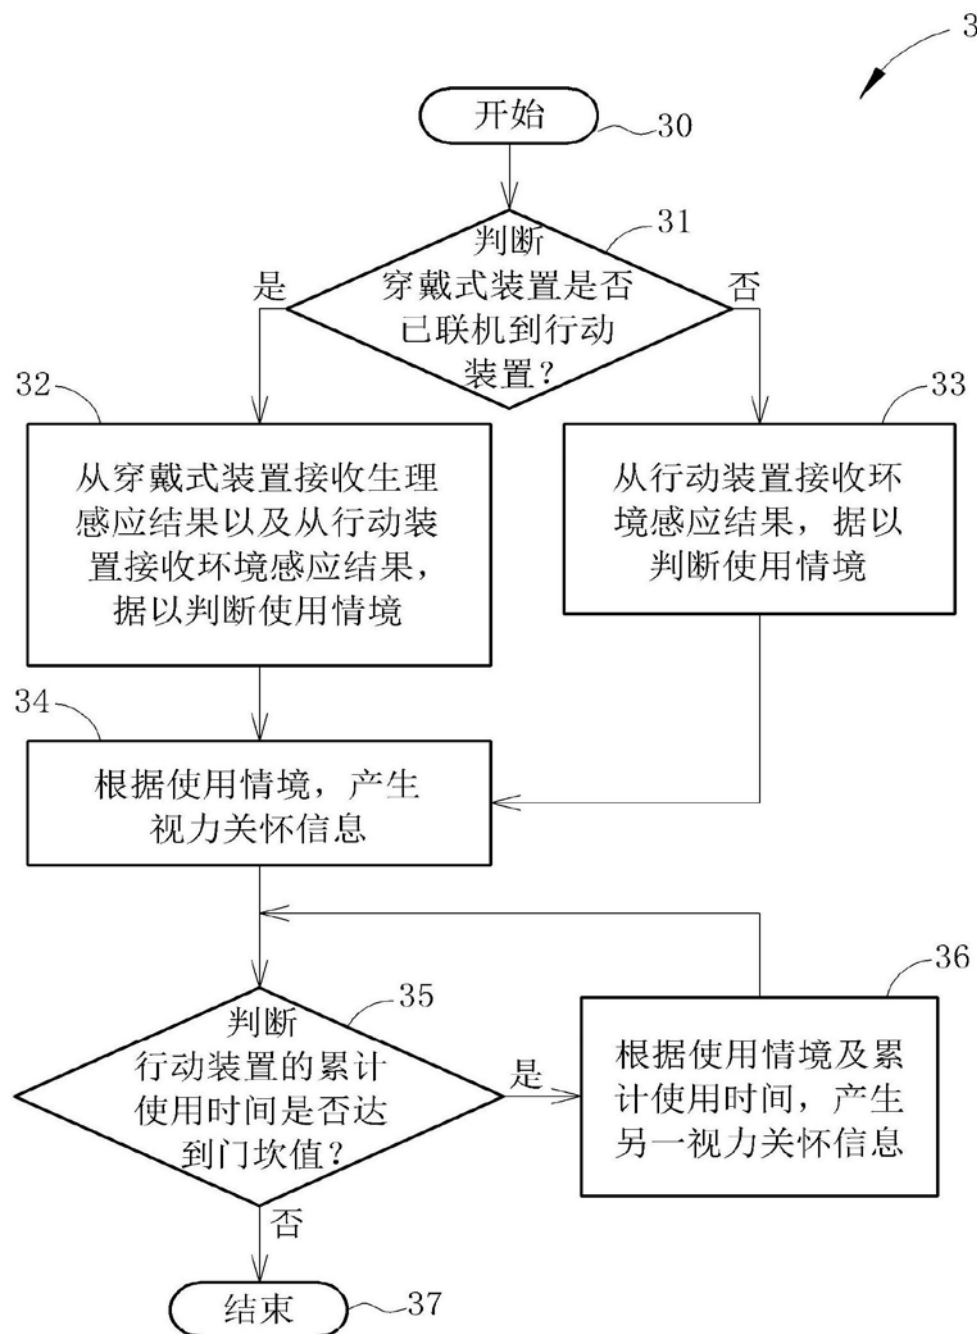 3
开始
30
判断
穿戴式装置是否
已联机到行动
装置？
31
是
否
32
从穿戴式装置接收生理
感应结果以及从行动装
置接收环境感应结果，
据以判断使用情境
33
从行动装置接收环
境感应结果，据以
判断使用情境
34
根据使用情境，产生
视力关怀信息
35
判断
行动装置的累计
使用时间是否达
到门坎值？
是
36
根据使用情境及累
计使用时间，产生
另一视力关怀信息
否
结束
37